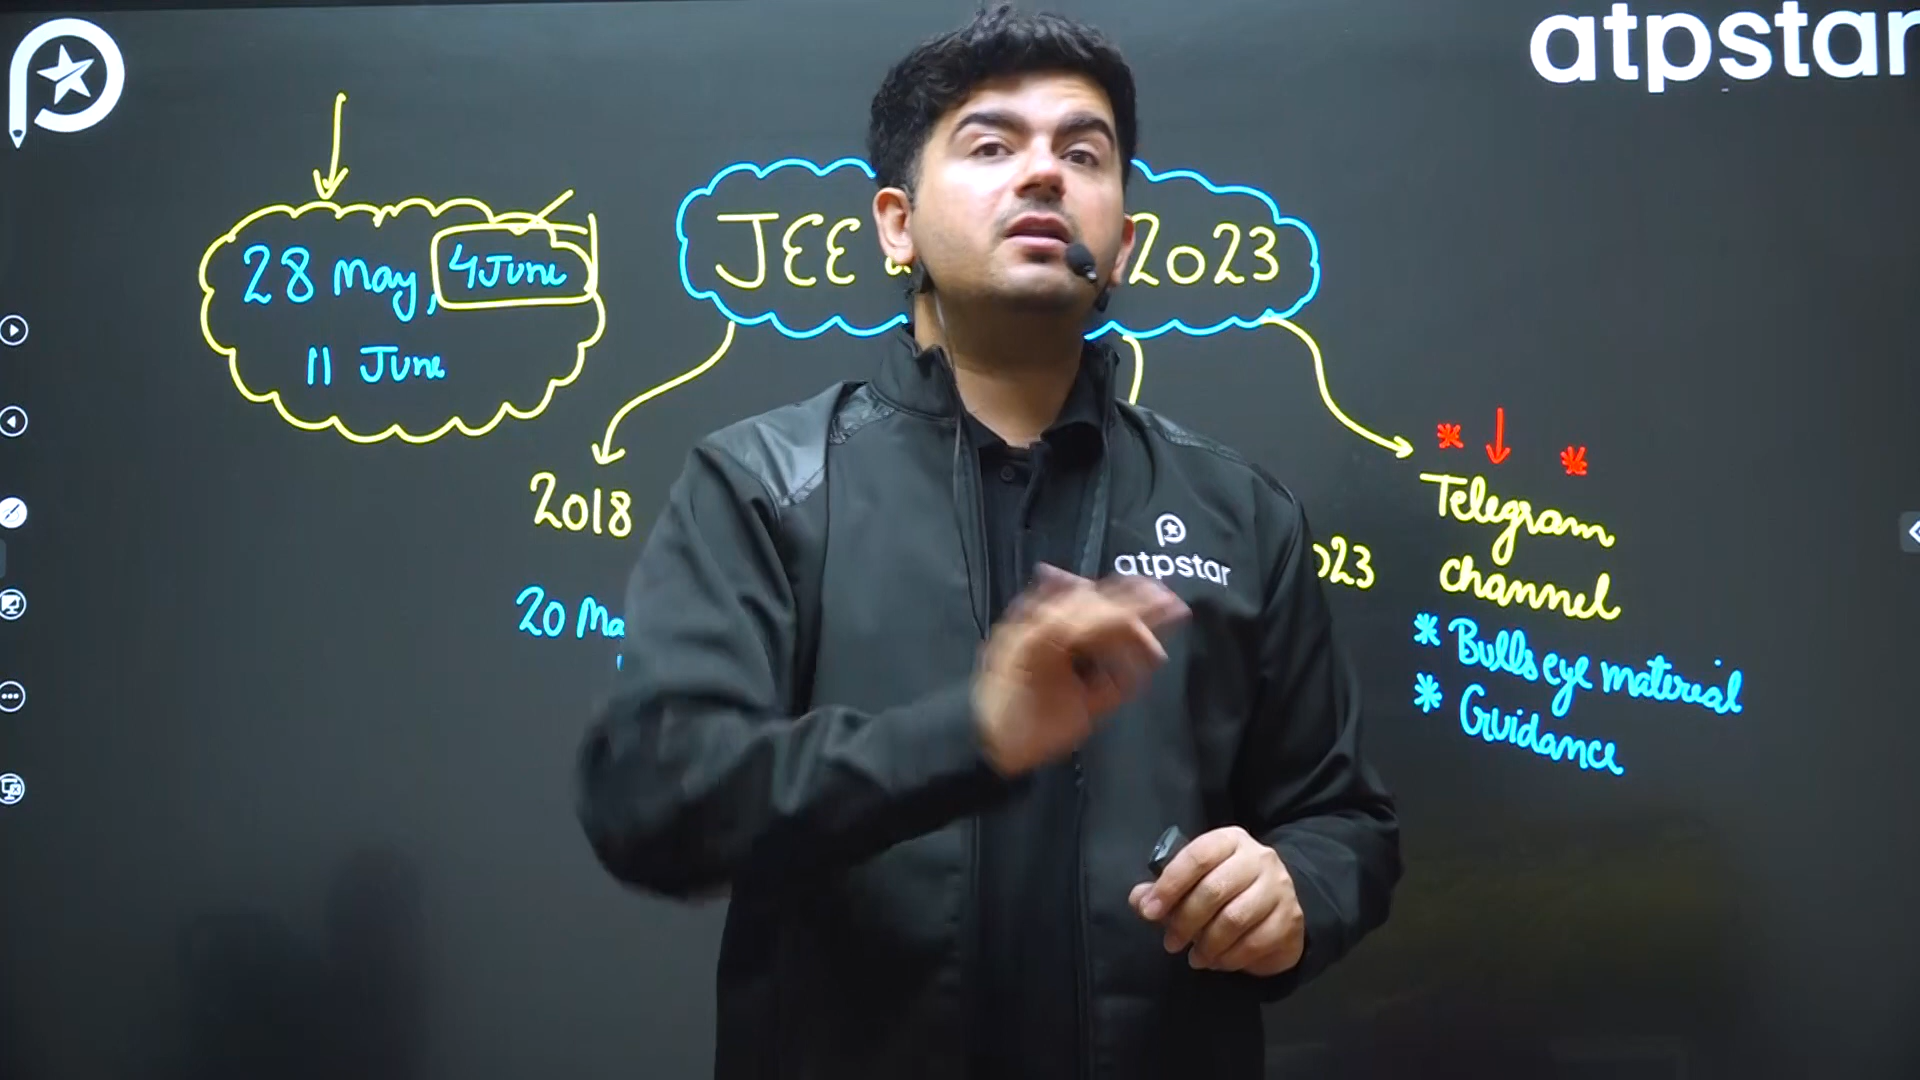 atpstar
28 May, 4 June
11 June
JEE 2023
2018
20 Ma
023
Telegram
channel
* Bullseye material
* Guidance
atpstar